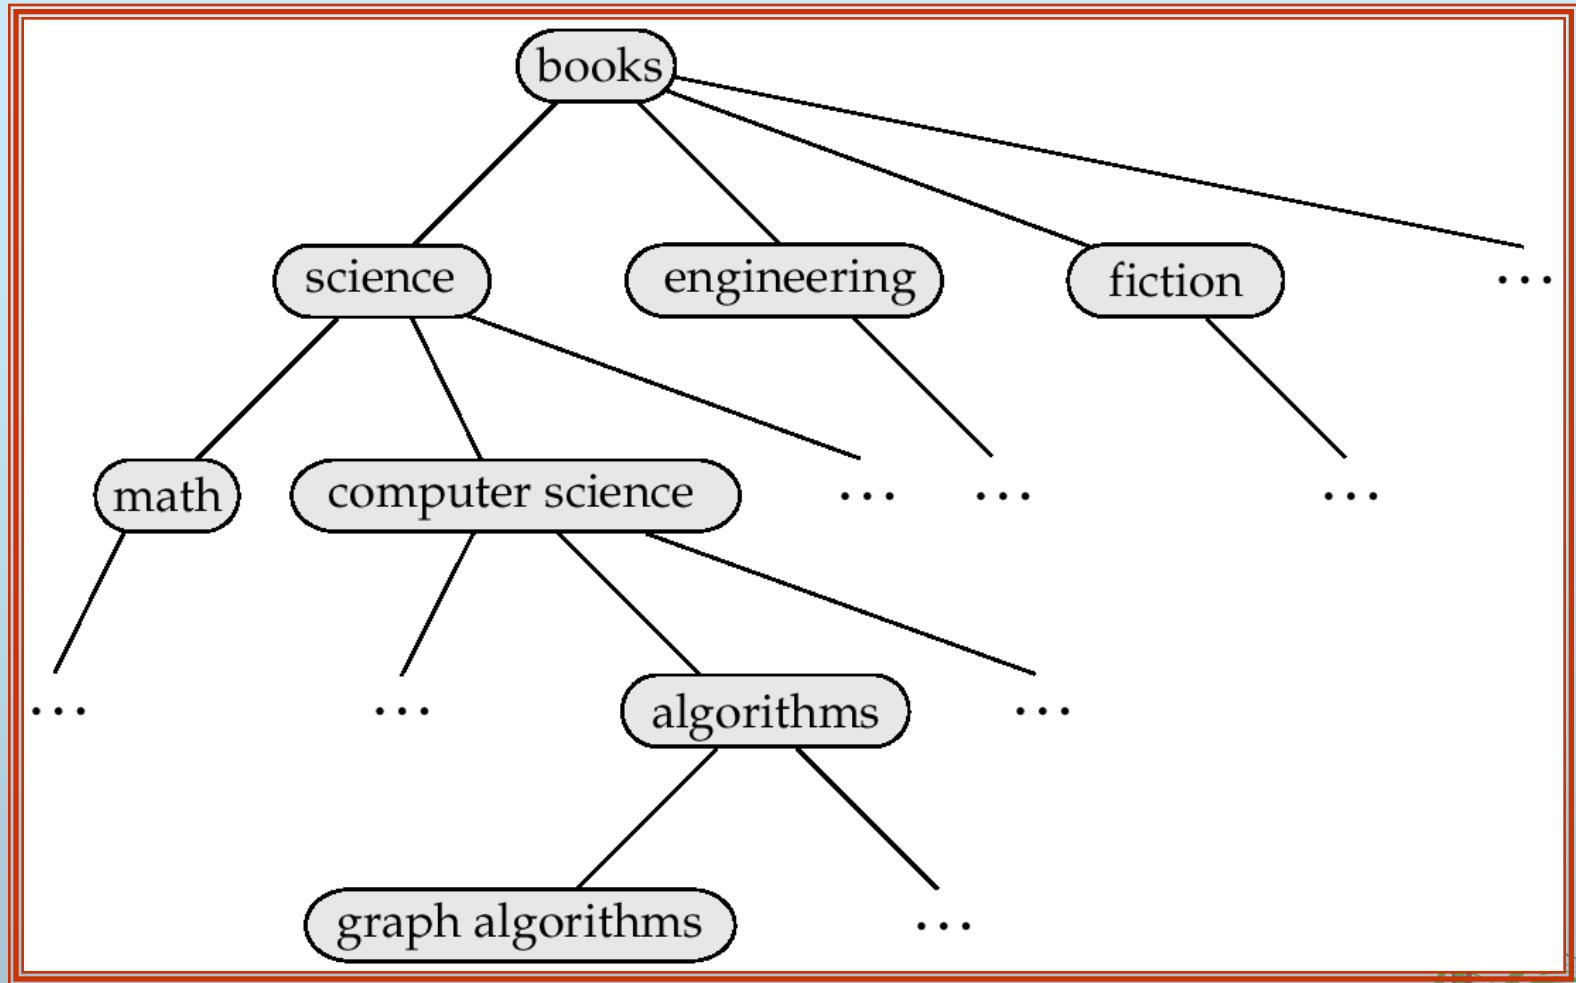 books
science
engineering
fiction
...
math
computer science
...
...
...
...
...
algorithms
...
graph algorithms
...